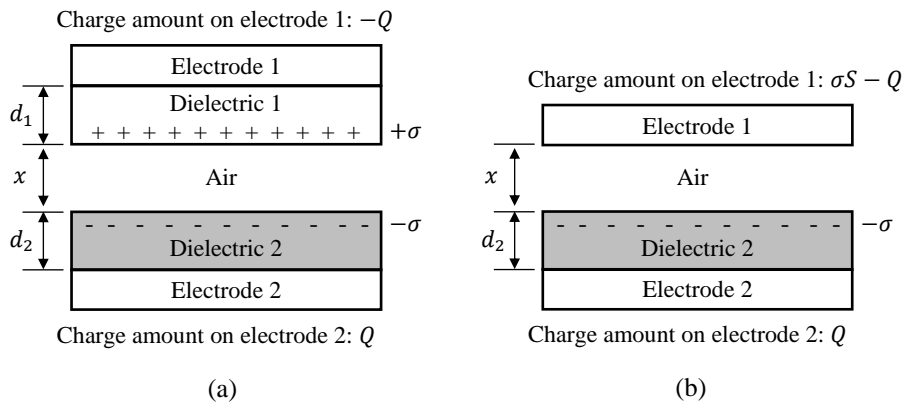 Charge amount on electrode 1: −Q
Electrode 1
Dielectric 1
d₁
+ + + + + + + + + + +
+σ
x
Air
- - - - - - - - - - -
−σ
d₂
Dielectric 2
Electrode 2
Charge amount on electrode 2: Q
(a)
Charge amount on electrode 1: σS − Q
Electrode 1
x
Air
- - - - - - - - - - -
−σ
d₂
Dielectric 2
Electrode 2
Charge amount on electrode 2: Q
(b)